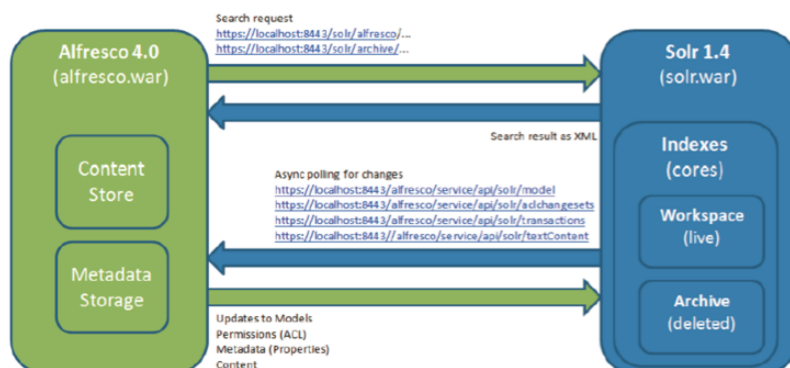 Search request
https://localhost:8443/solr/alfresco/...
https://localhost:8443/solr/archive/...
Alfresco 4.0
(alfresco.war)
Solr 1.4
(solr.war)
Search result as XML
Content
Store
Metadata
Storage
Async polling for changes
https://localhost:8443/alfresco/service/api/solr/model
https://localhost:8443/alfresco/service/api/solr/aclchangesets
https://localhost:8443/alfresco/service/api/solr/transactions
https://localhost:8443//alfresco/service/api/solr/textContent
Indexes
(cores)
Workspace
(live)
Archive
(deleted)
Updates to Models
Permissions (ACL)
Metadata (Properties)
Content